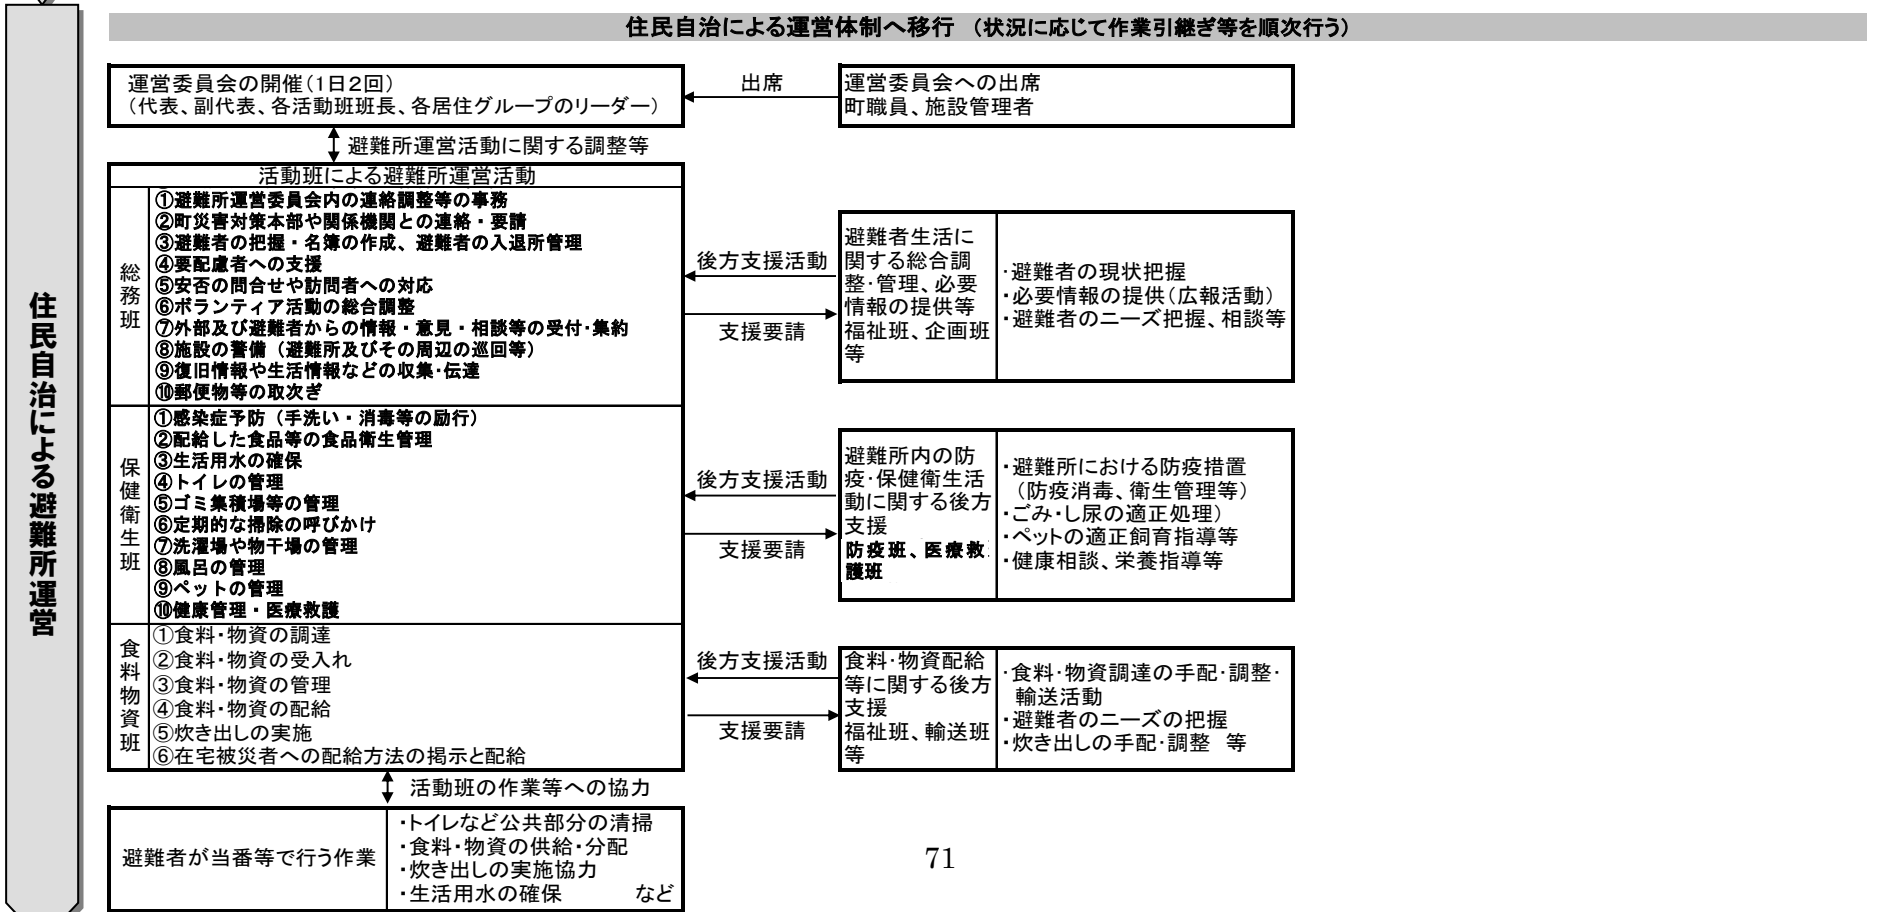 住民自治による避難所運営
住民自治による運営体制へ移行 (状況に応じて作業引継ぎ等を順次行う)
運営委員会の開催(1日2回)
(代表、副代表、各活動班班長、各居住グループのリーダー)
出席
運営委員会への出席
町職員、施設管理者
避難所運営活動に関する調整等
活動班による避難所運営活動
総務班
①避難所運営委員会内の連絡調整等の事務
②町災害対策本部や関係機関との連絡・要請
③避難者の把握・名簿の作成、避難者の入退所管理
④要配慮者への支援
⑤安否の問合せや訪問者への対応
⑥ボランティア活動の総合調整
⑦外部及び避難者からの情報・意見・相談等の受付・集約
⑧施設の警備(避難所及びその周辺の巡回等)
⑨復旧情報や生活情報などの収集・伝達
⑩郵便物等の取次ぎ
後方支援活動
支援要請
避難者生活に
関する総合調
整・管理、必要
情報の提供等
福祉班、企画班
等
・避難者の現状把握
・必要情報の提供(広報活動)
・避難者のニーズ把握、相談等
保健衛生班
①感染症予防(手洗い・消毒等の励行)
②配給した食品等の食品衛生管理
③生活用水の確保
④トイレの管理
⑤ゴミ集積場等の管理
⑥定期的な掃除の呼びかけ
⑦洗濯場や物干場の管理
⑧風呂の管理
⑨ペットの管理
⑩健康管理・医療救護
後方支援活動
支援要請
避難所内の防
疫・保健衛生活
動に関する後方
支援
防疫班、医療救
護班
・避難所における防疫措置
(防疫消毒、衛生管理等)
・ごみ・し尿の適正処理)
・ペットの適正飼育指導等
・健康相談、栄養指導等
食料物資班
①食料・物資の調達
②食料・物資の受入れ
③食料・物資の管理
④食料・物資の配給
⑤炊き出しの実施
⑥在宅被災者への配給方法の掲示と配給
後方支援活動
支援要請
食料・物資配給
等に関する後方
支援
福祉班、輸送班
等
・食料・物資調達の手配・調整・
輸送活動
・避難者のニーズの把握
・炊き出しの手配・調整 等
活動班の作業等への協力
避難者が当番等で行う作業
・トイレなど公共部分の清掃
・食料・物資の供給・分配
・炊き出しの実施協力
・生活用水の確保 など
71